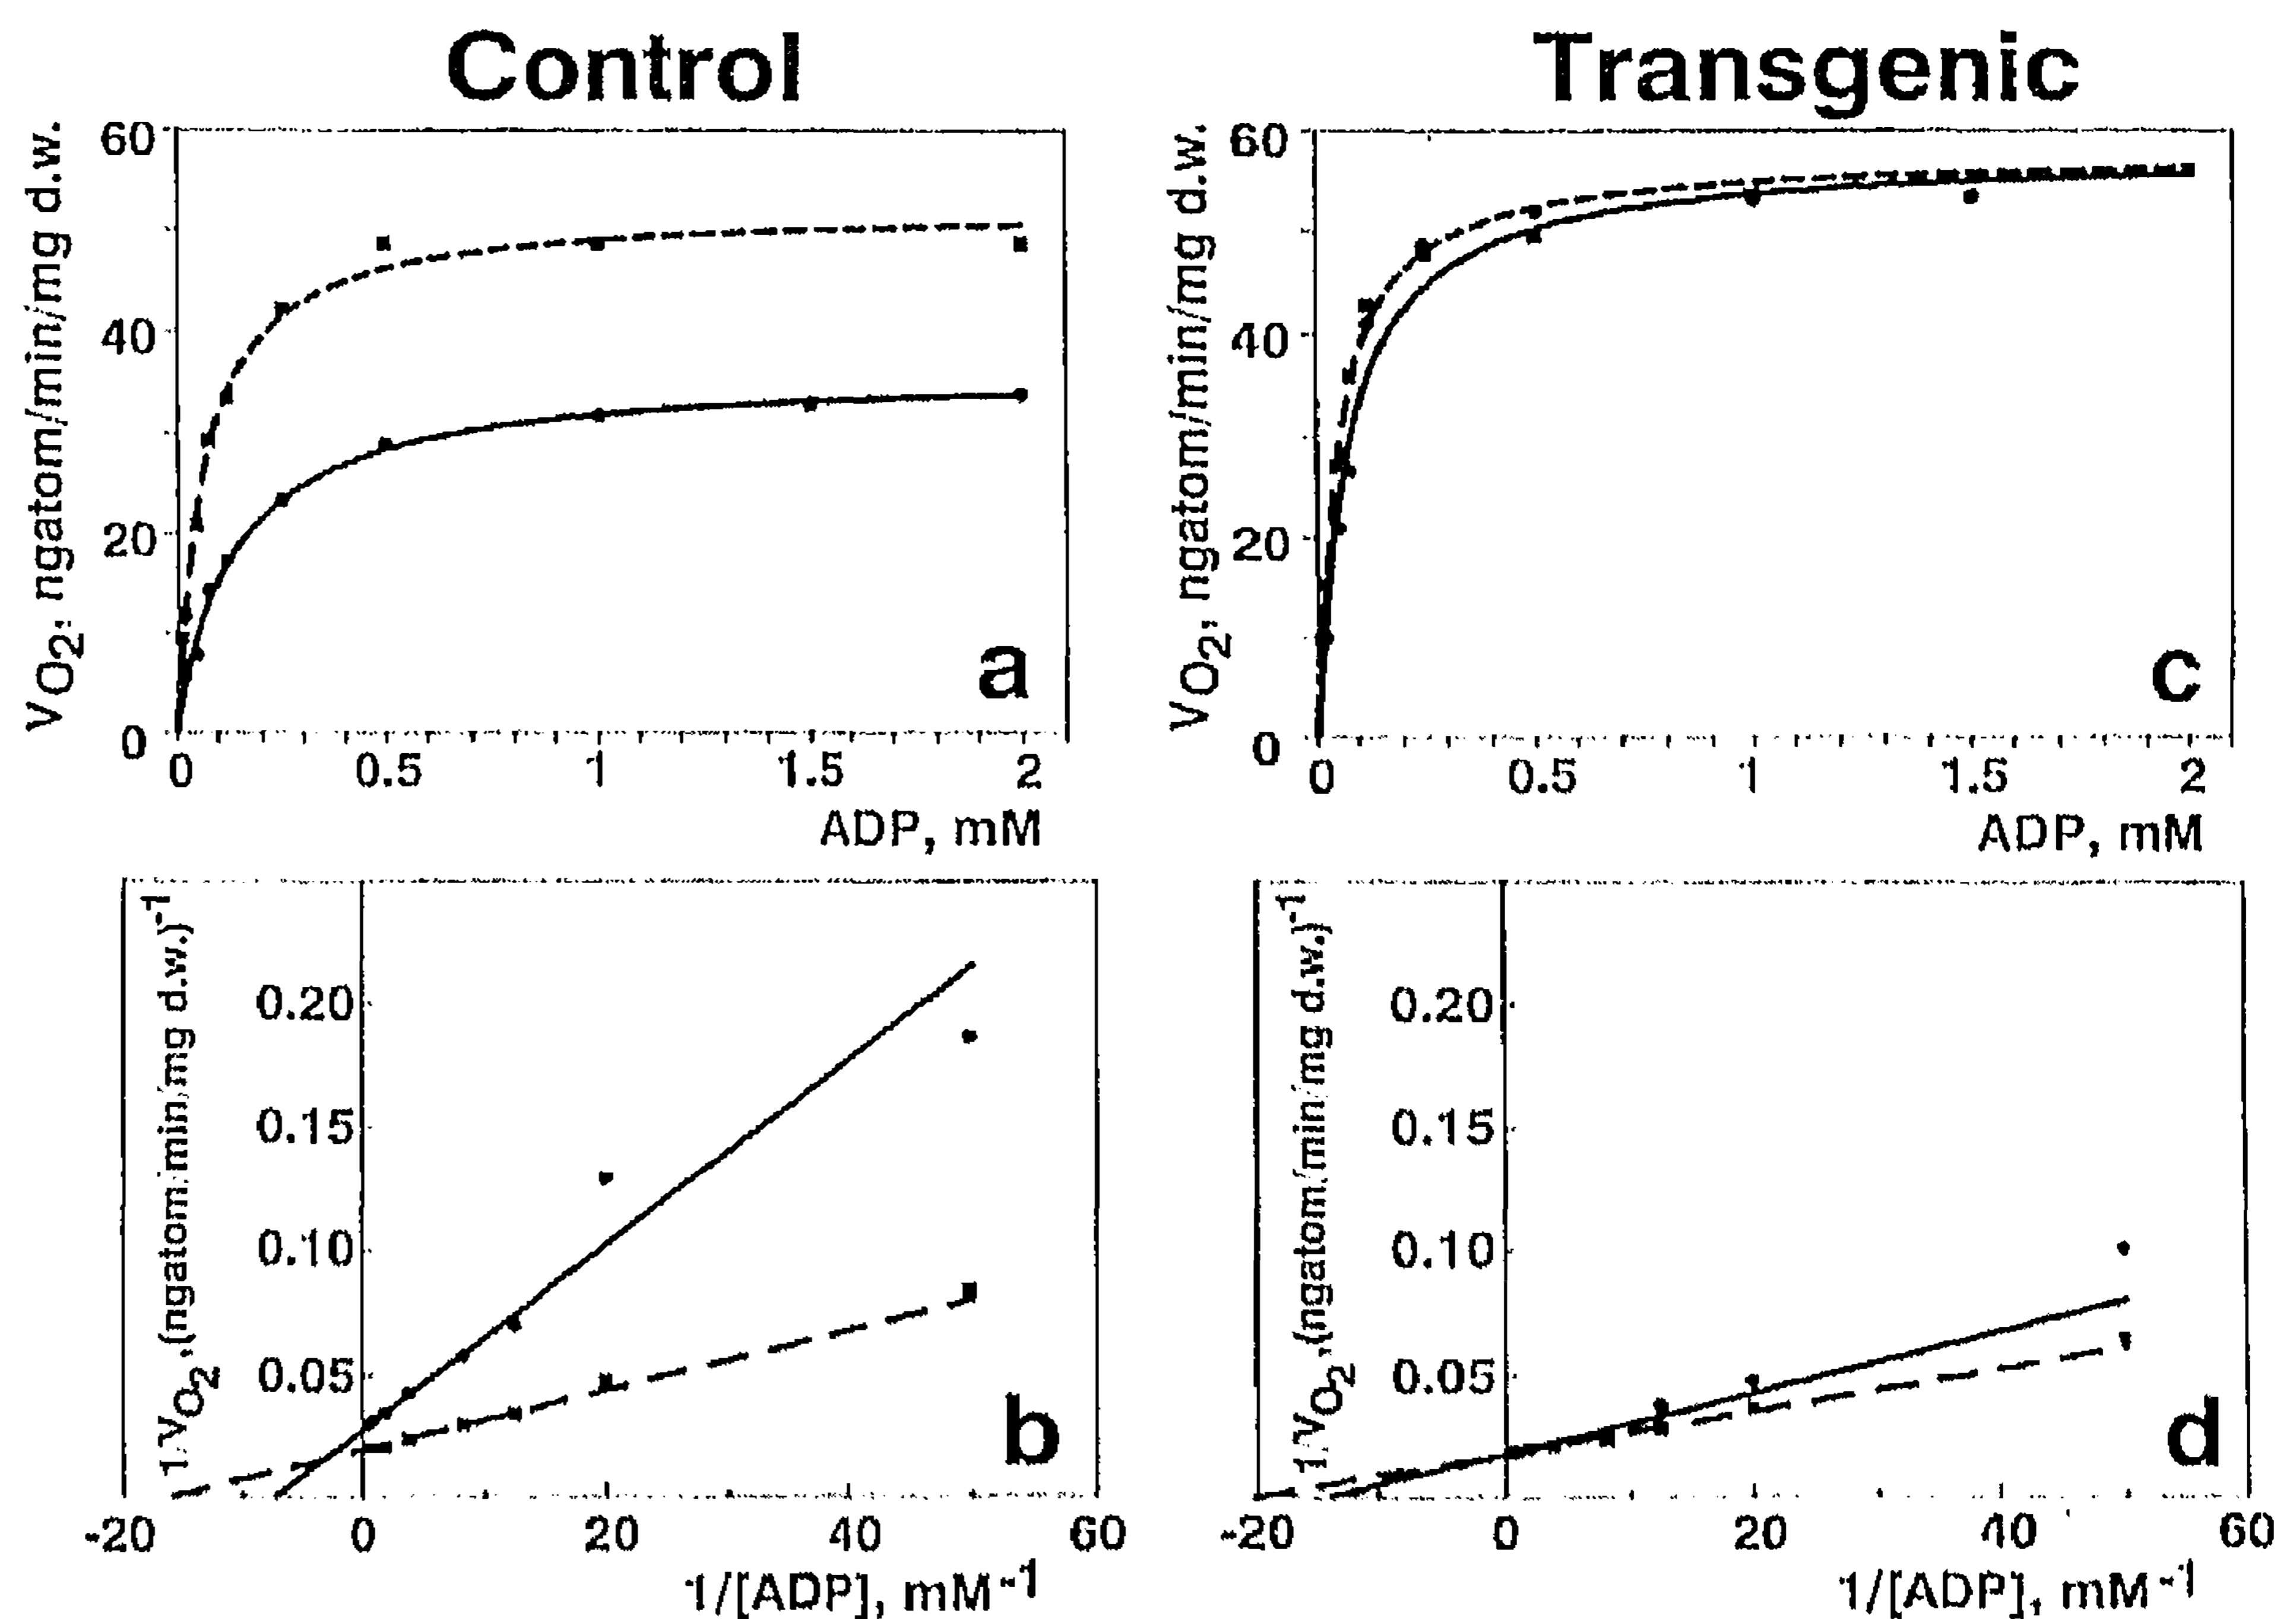 Control
Transgenic
VO2, ngatom/min/mg d.w.
60
40
20
0
0 0.5 1 1.5 2
ADP, mM
a
VO2, ngatom/min/mg d.w.
60
40
20
0
0 0.5 1 1.5 2
ADP, mM
c
1/VO2,(ngatom/min/mg d.w.)-1
0.20
0.15
0.10
0.05
-20 0 20 40 60
1/[ADP], mM-1
b
1/VO2,(ngatom/min/mg d.w.)-1
0.20
0.15
0.10
0.05
-20 0 20 40 60
1/[ADP], mM-1
d